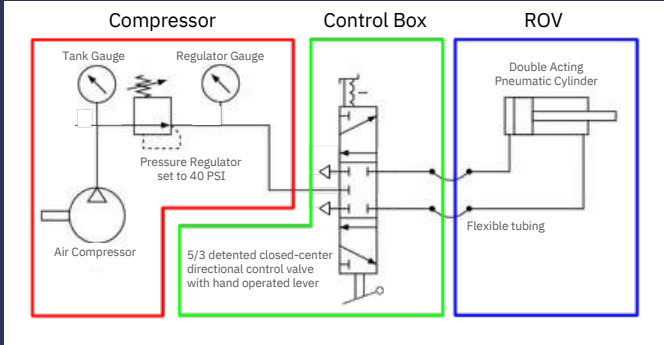 Compressor
Control Box
ROV
Tank Gauge
Regulator Gauge
Double Acting
Pneumatic Cylinder
Pressure Regulator
set to 40 PSI
Flexible tubing
Air Compressor
5/3 detented closed-center
directional control valve
with hand operated lever